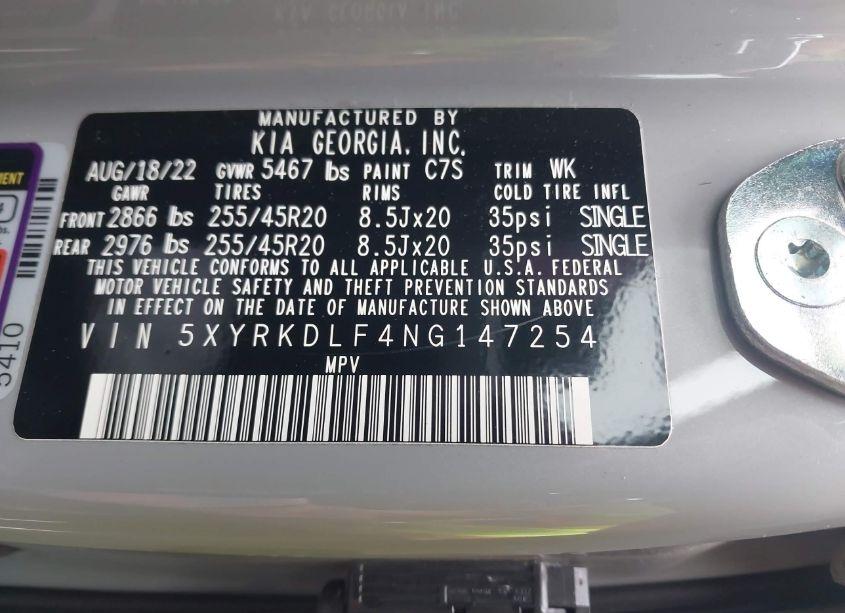 MANUFACTURED BY
KIA GEORGIA, INC.
AUG/18/22 GVWR 5467 lbs PAINT C7S TRIM WK
GAWR TIRES RIMS COLD TIRE INFL
FRONT 2866 lbs 255/45R20 8.5Jx20 35psi SINGLE
REAR 2976 lbs 255/45R20 8.5Jx20 35psi SINGLE
THIS VEHICLE CONFORMS TO ALL APPLICABLE U.S.A. FEDERAL
MOTOR VEHICLE SAFETY AND THEFT PREVENTION STANDARDS
IN EFFECT ON THE DATE OF MANUFACTURE SHOWN ABOVE
VIN 5XYRKDLF4NG147254
MPV
5410